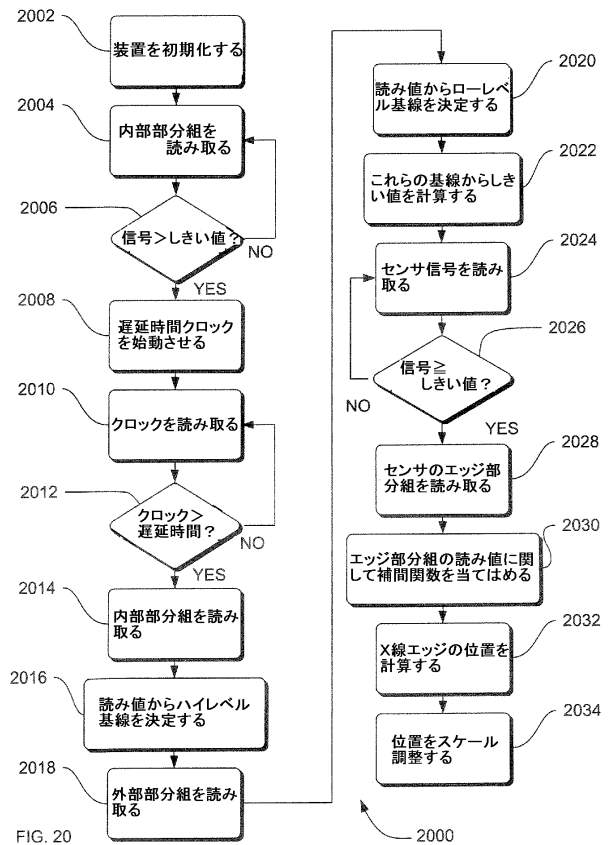 2002
装置を初期化する
2004
内部部分組を
読み取る
2006
信号>しきい値?
NO
YES
2008
遅延時間クロック
を始動させる
2010
クロックを読み取る
2012
クロック>
遅延時間?
NO
YES
2014
内部部分組を読み
取る
2016
読み値からハイレベル
基線を決定する
2018
外部部分組を読み
取る
2020
読み値からローレベ
ル基線を決定する
2022
これらの基線からしき
い値を計算する
2024
センサ信号を読み
取る
2026
信号≧
しきい値?
NO
YES
2028
センサのエッジ部
分組を読み取る
2030
エッジ部分組の読み値に関
して補間関数を当てはめる
2032
X線エッジの位置を
計算する
2034
位置をスケール
調整する
2000
FIG. 20